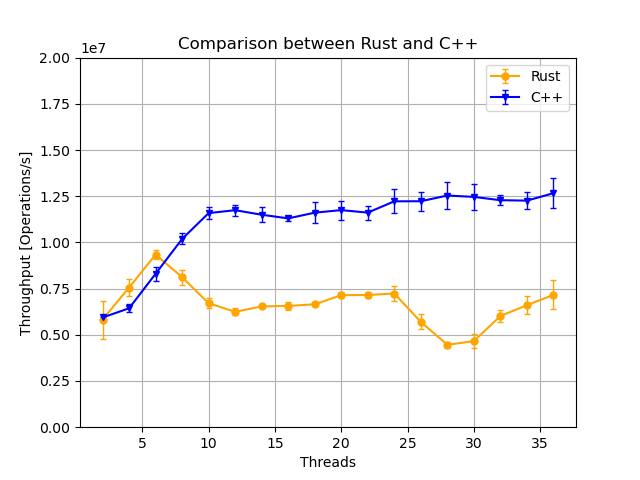 Comparison between Rust and C++
1e7
2.00
1.75
1.50
1.25
1.00
0.75
0.50
0.25
0.00
Throughput [Operations/s]
Rust
C++
5 10 15 20 25 30 35
Threads